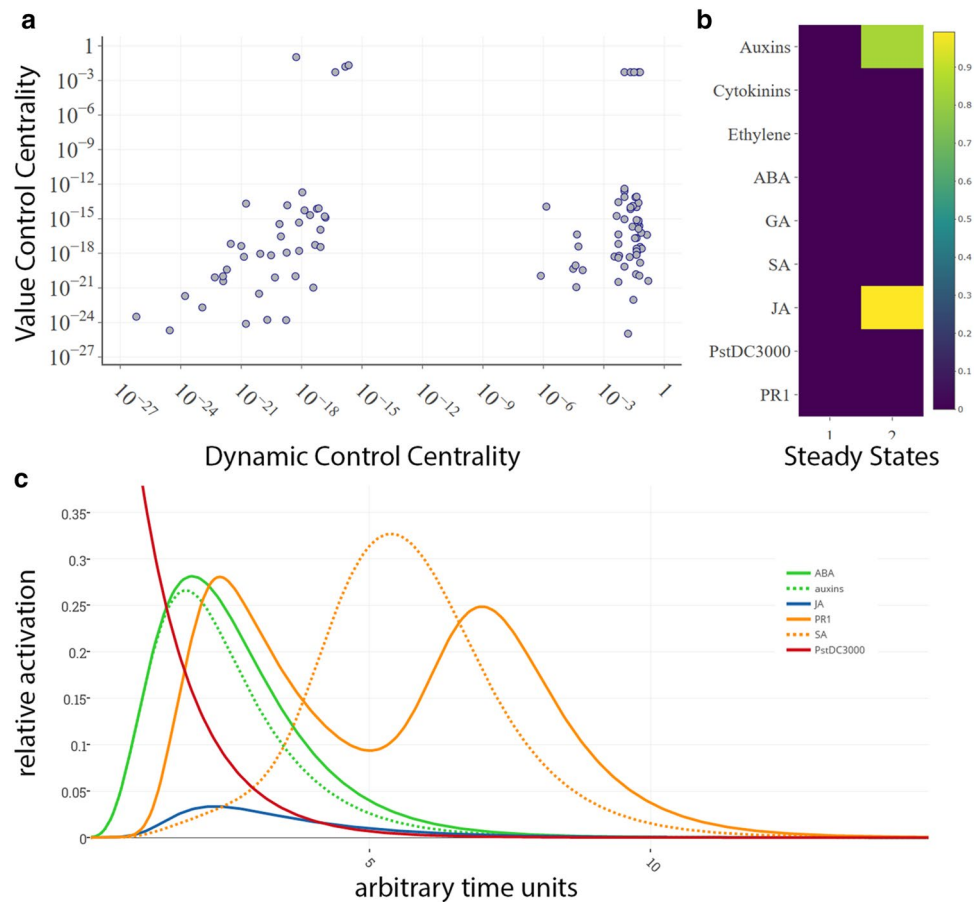 a
Value Control Centrality
1
10⁻³
10⁻⁶
10⁻⁹
10⁻¹²
10⁻¹⁵
10⁻¹⁸
10⁻²¹
10⁻²⁴
10⁻²⁷
10⁻²⁷ 10⁻²⁴ 10⁻²¹ 10⁻¹⁸ 10⁻¹⁵ 10⁻¹² 10⁻⁹ 10⁻⁶ 10⁻³ 1
Dynamic Control Centrality
b
Auxins
Cytokinins
Ethylene
ABA
GA
SA
JA
PstDC3000
PR1
1 2
Steady States
0.9
0.8
0.7
0.6
0.5
0.4
0.3
0.2
0.1
0
c
relative activation
0.35
0.3
0.25
0.2
0.15
0.1
0.05
0
5 10
arbitrary time units
ABA
auxins
JA
PR1
SA
PstDC3000